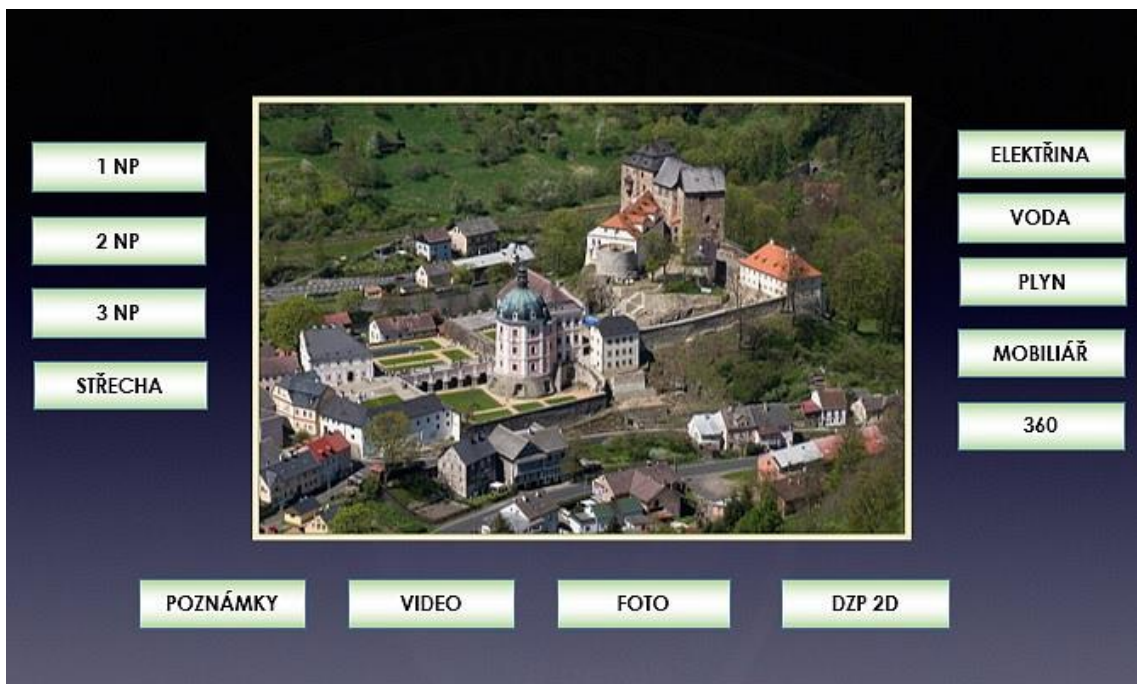 1 NP
2 NP
3 NP
STŘECHA
ELEKTŘINA
VODA
PLYN
MOBILIÁŘ
360
POZNÁMKY
VIDEO
FOTO
DZP 2D